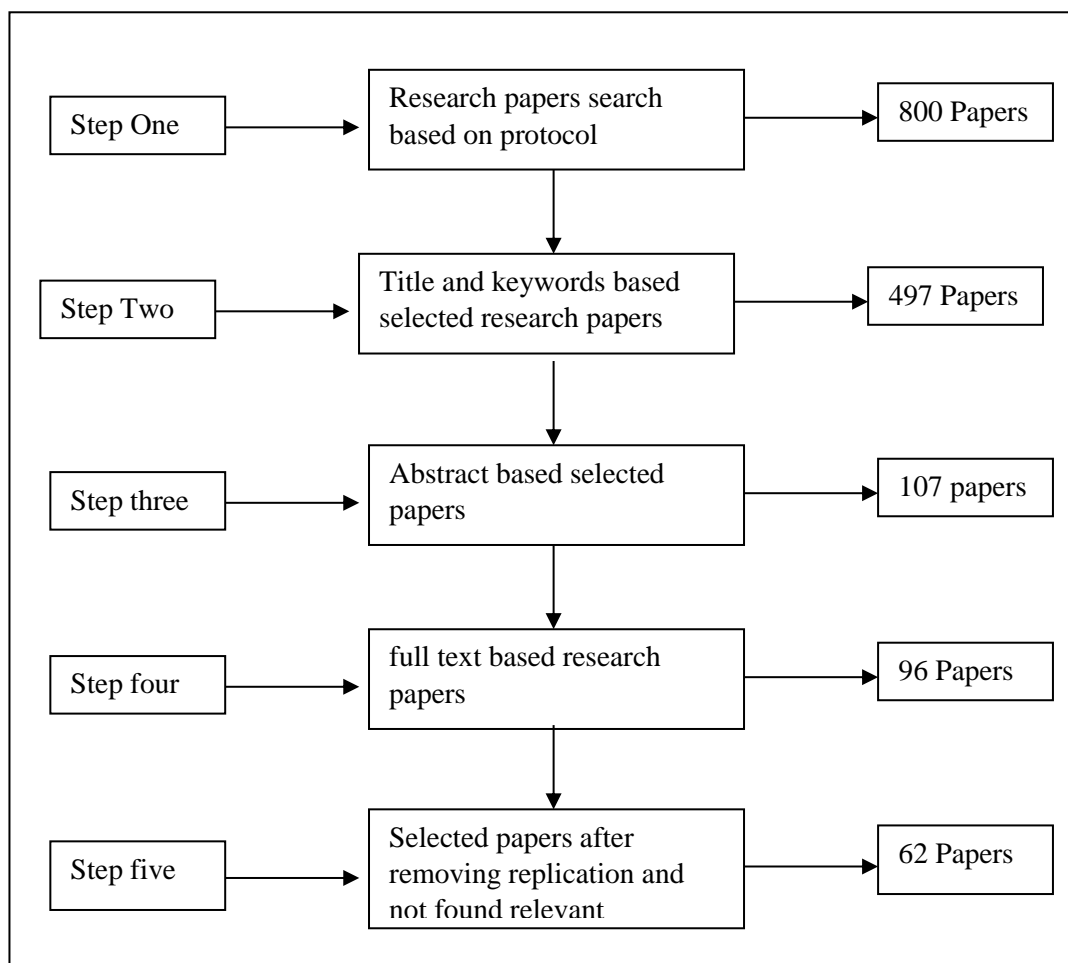 Step One
Research papers search
based on protocol
800 Papers
Step Two
Title and keywords based
selected research papers
497 Papers
Step three
Abstract based selected
papers
107 papers
Step four
full text based research
papers
96 Papers
Step five
Selected papers after
removing replication and
not found relevant
62 Papers